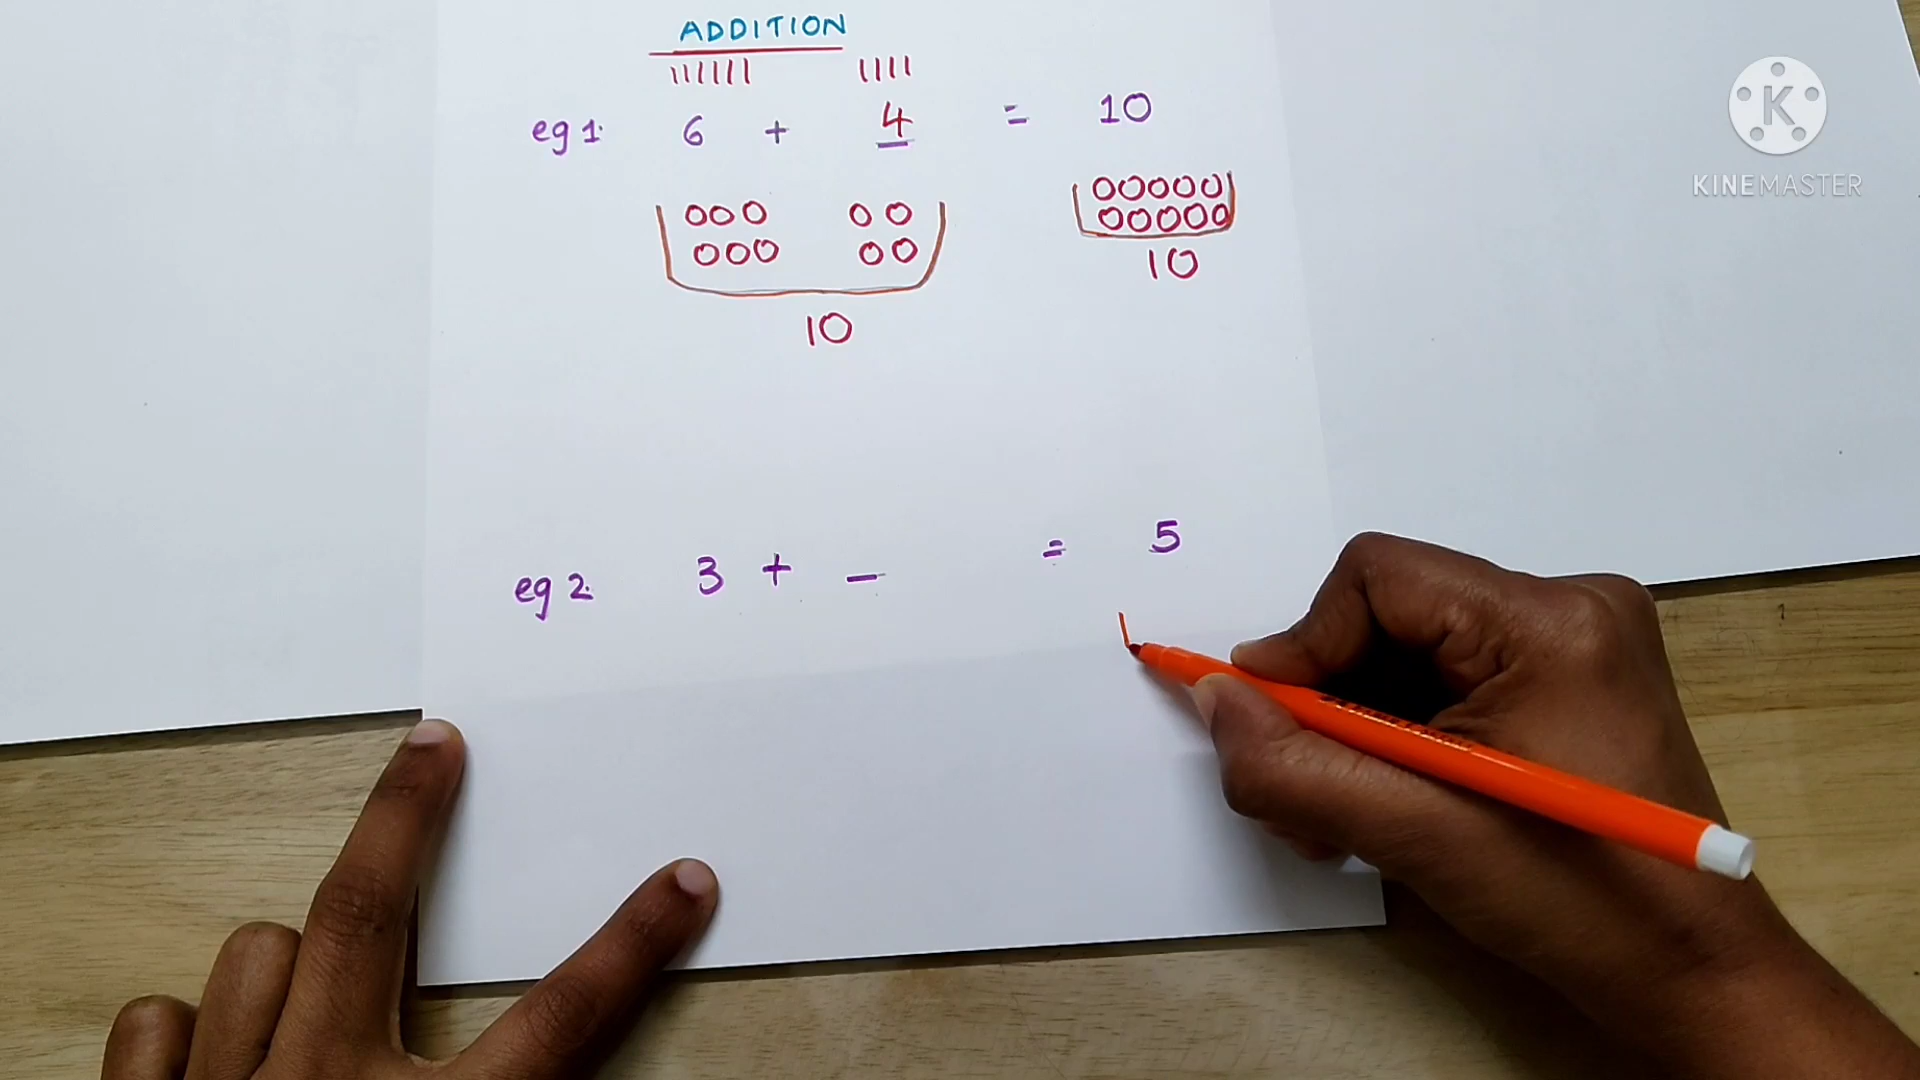 ADDITION
eg 1. 6 + 4 = 10
10
10
eg 2. 3 + _ = 5
K
KINEMASTER